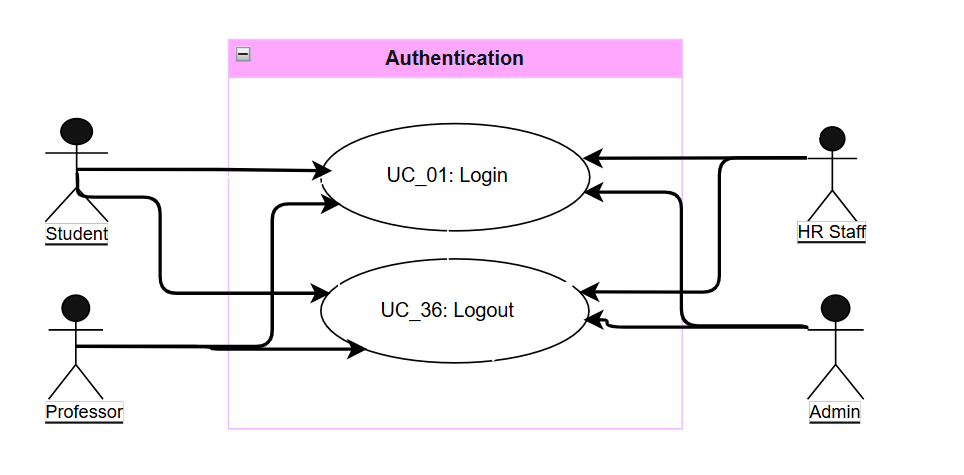 Authentication
UC_01: Login
Student
HR Staff
UC_36: Logout
Professor
Admin